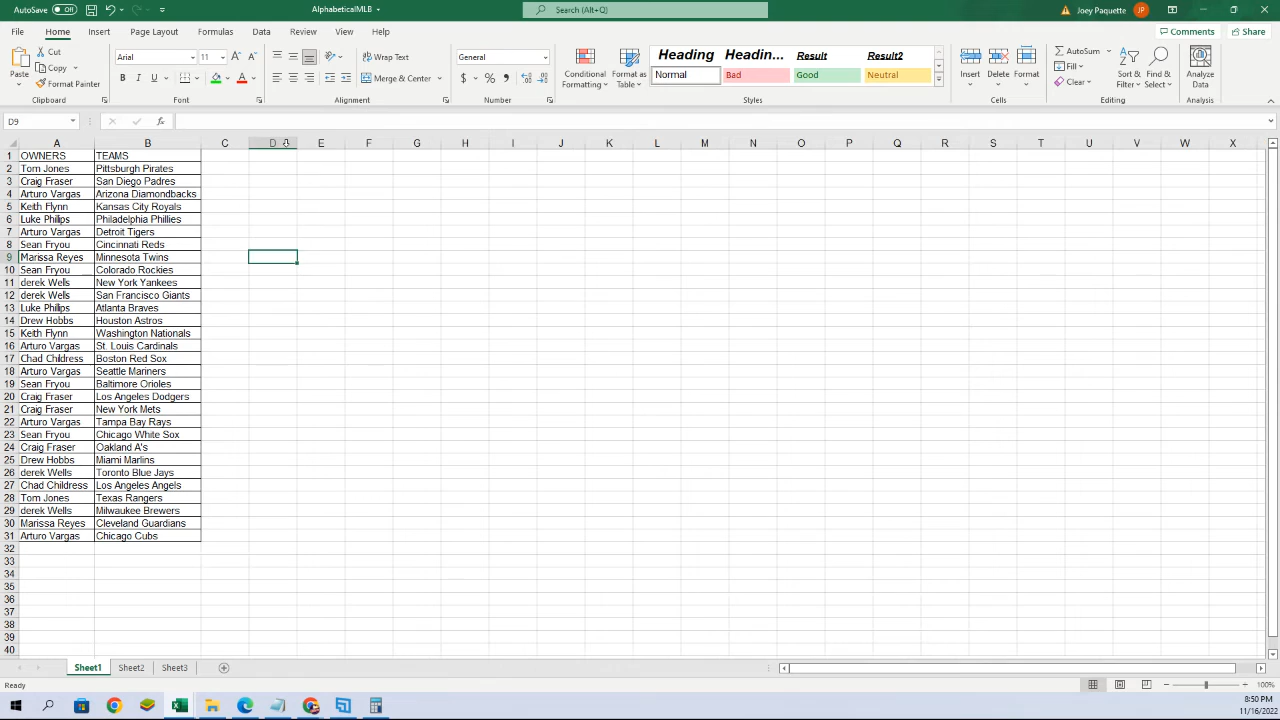 AutoSave Off AlphabeticalMLB Search (Alt+Q) Joey Paquette JP
File Home Insert Page Layout Formulas Data Review View Help Comments Share
Paste Cut Copy Format Painter Clipboard
Arial 11 B I U Font
Wrap Text Merge & Center Alignment
General $ % Number
Conditional Formatting Format as Table Heading Headin... Result Result2 Normal Bad Good Neutral Styles
Insert Delete Format Cells
AutoSum Fill Clear Sort & Filter Find & Select Editing
Analyze Data Analysis
D9 fx
A B C D E F G H I J K L M N O P Q R S T U V W X
1 OWNERS TEAMS
2 Tom Jones Pittsburgh Pirates
3 Craig Fraser San Diego Padres
4 Arturo Vargas Arizona Diamondbacks
5 Keith Flynn Kansas City Royals
6 Luke Philips Philadelphia Phillies
7 Arturo Vargas Detroit Tigers
8 Sean Fryou Cincinnati Reds
9 Marissa Reyes Minnesota Twins
10 Sean Fryou Colorado Rockies
11 derek Wells New York Yankees
12 derek Wells San Francisco Giants
13 Luke Philips Atlanta Braves
14 Drew Hobbs Houston Astros
15 Keith Flynn Washington Nationals
16 Arturo Vargas St. Louis Cardinals
17 Chad Childress Boston Red Sox
18 Arturo Vargas Seattle Mariners
19 Sean Fryou Baltimore Orioles
20 Craig Fraser Los Angeles Dodgers
21 Craig Fraser New York Mets
22 Arturo Vargas Tampa Bay Rays
23 Sean Fryou Chicago White Sox
24 Craig Fraser Oakland A's
25 Drew Hobbs Miami Marlins
26 derek Wells Toronto Blue Jays
27 Chad Childress Los Angeles Angels
28 Tom Jones Texas Rangers
29 derek Wells Milwaukee Brewers
30 Marissa Reyes Cleveland Guardians
31 Arturo Vargas Chicago Cubs
32
33
34
35
36
37
38
39
40
Sheet1 Sheet2 Sheet3
Ready 100%
8:50 PM
11/16/2022